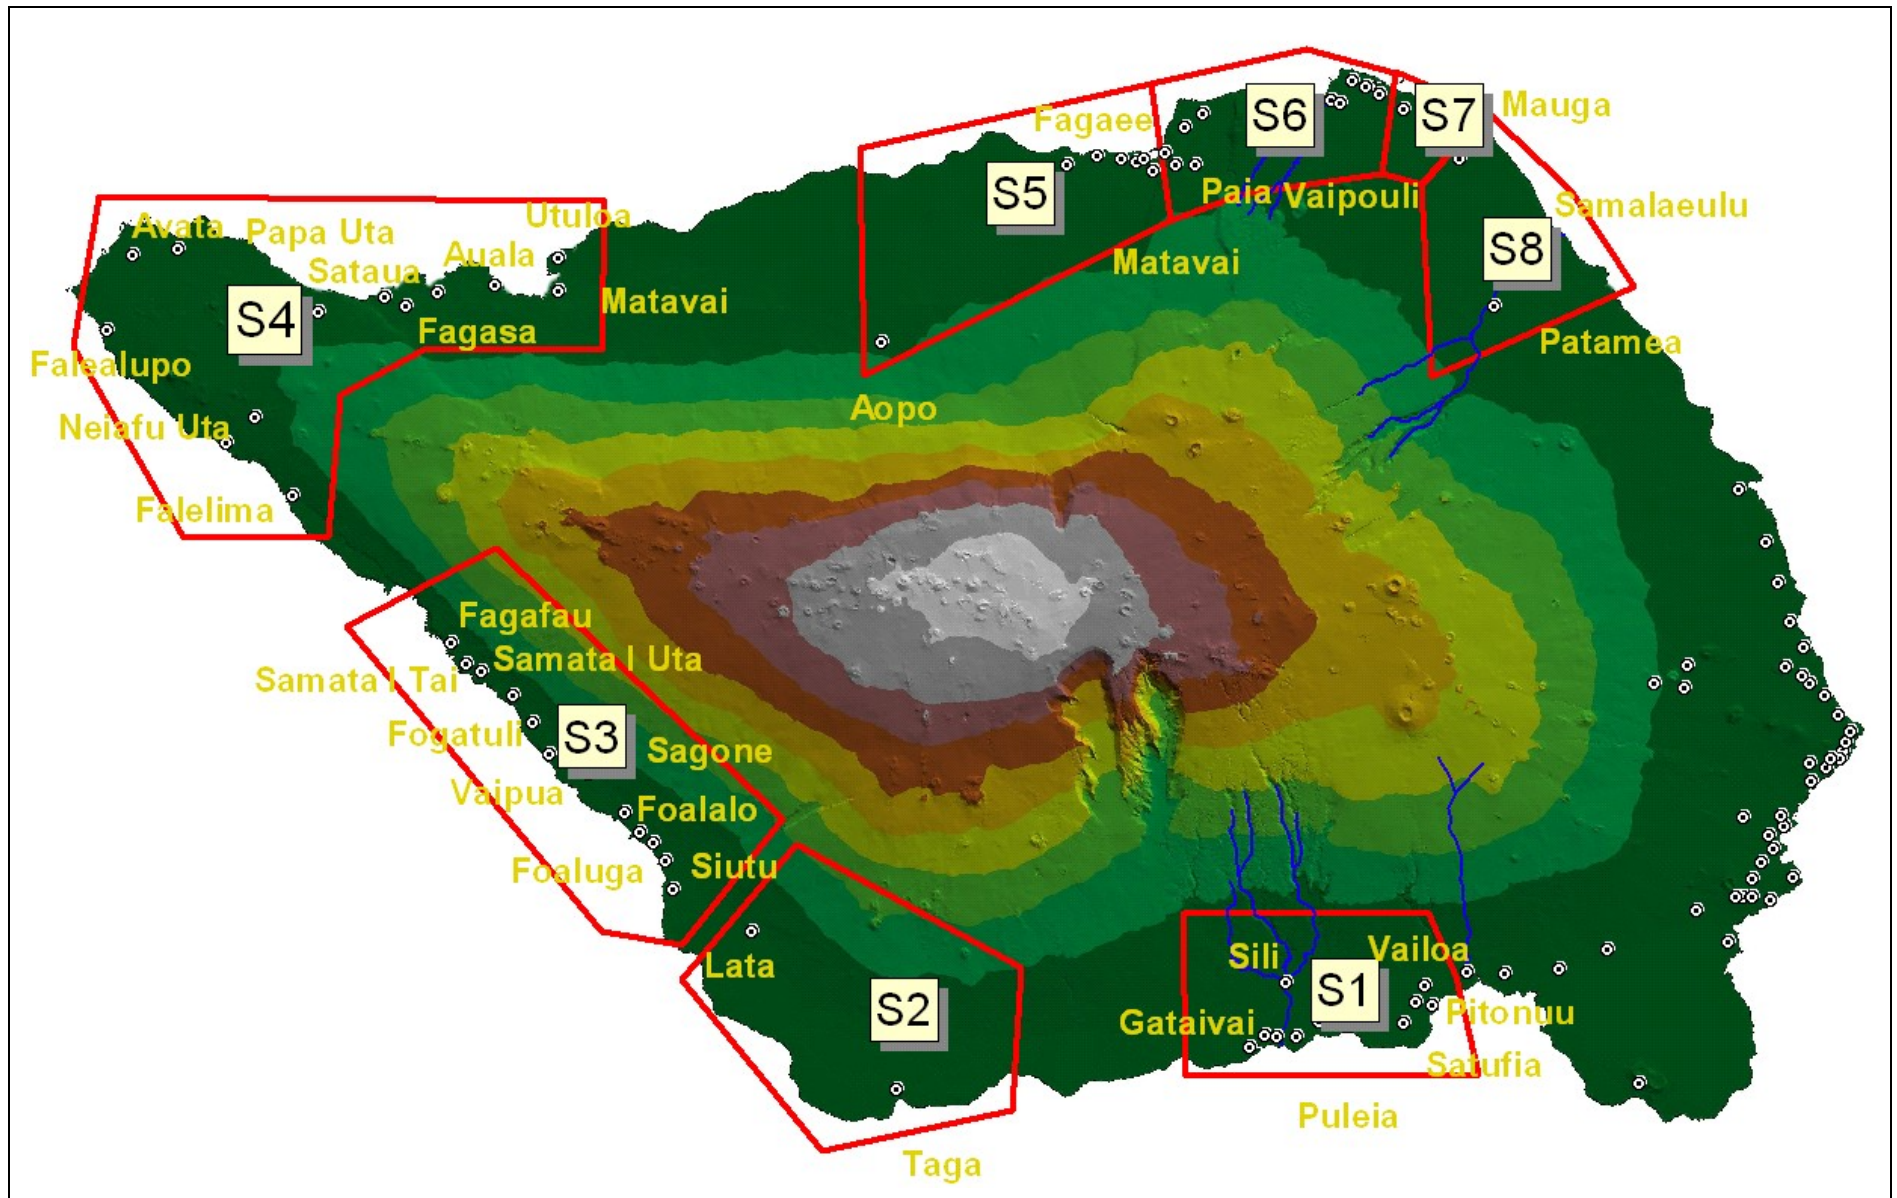 S6
S7
Mauga
Fagaee
S5
Paia
Vaipouli
Samalaeulu
Avata
Papa Uta
Utuloa
Auala
Sataua
S8
Matavai
Matavai
S4
Fagasa
Patamea
Falealupo
Aopo
Neiafu Uta
Falelima
Fagafau
Samata I Uta
Samata I Tai
S3
Fogatuli
Sagone
Vaipua
Foalalo
Foaluga
Siutu
Lata
Sili
Vailoa
S1
S2
Gataivai
Pitonuu
Satufia
Puleia
Taga